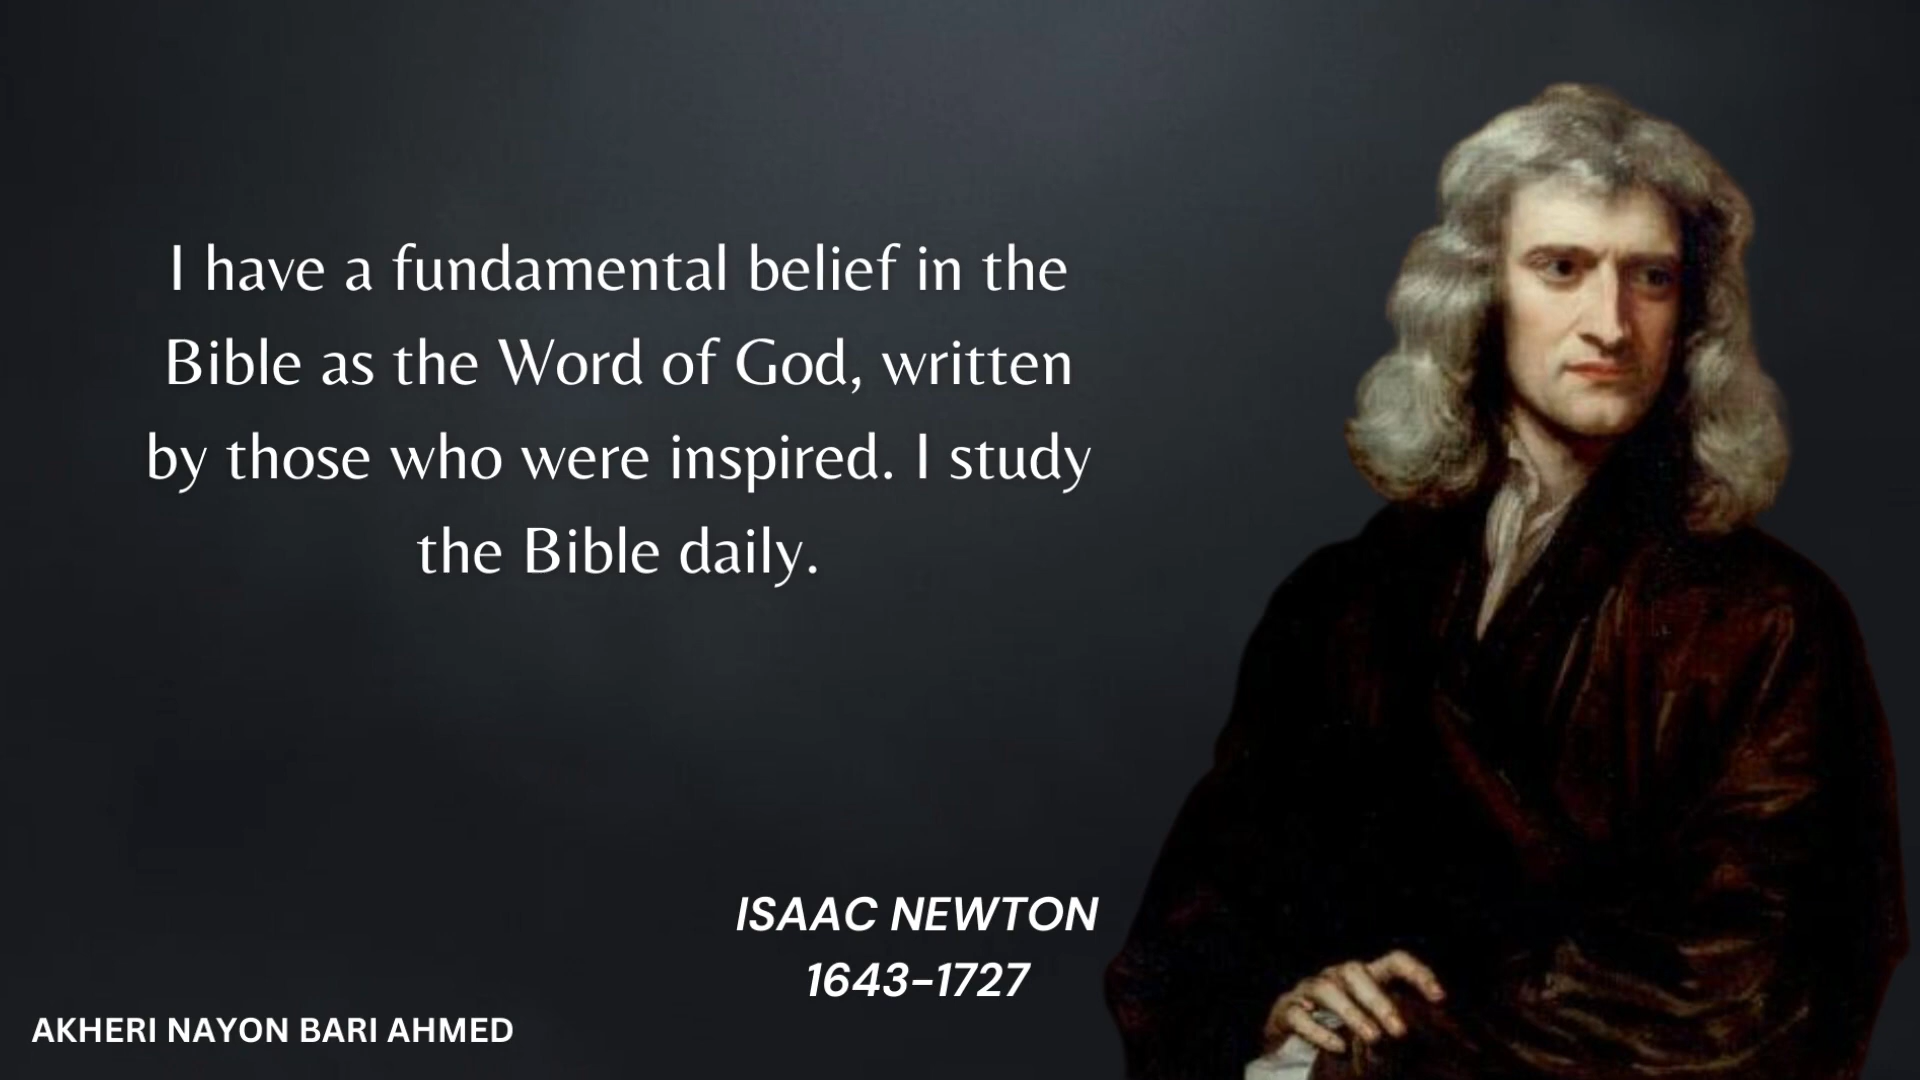 I have a fundamental belief in the
Bible as the Word of God, written
by those who were inspired. I study
the Bible daily.
ISAAC NEWTON
1643-1727
AKHERI NAYON BARI AHMED